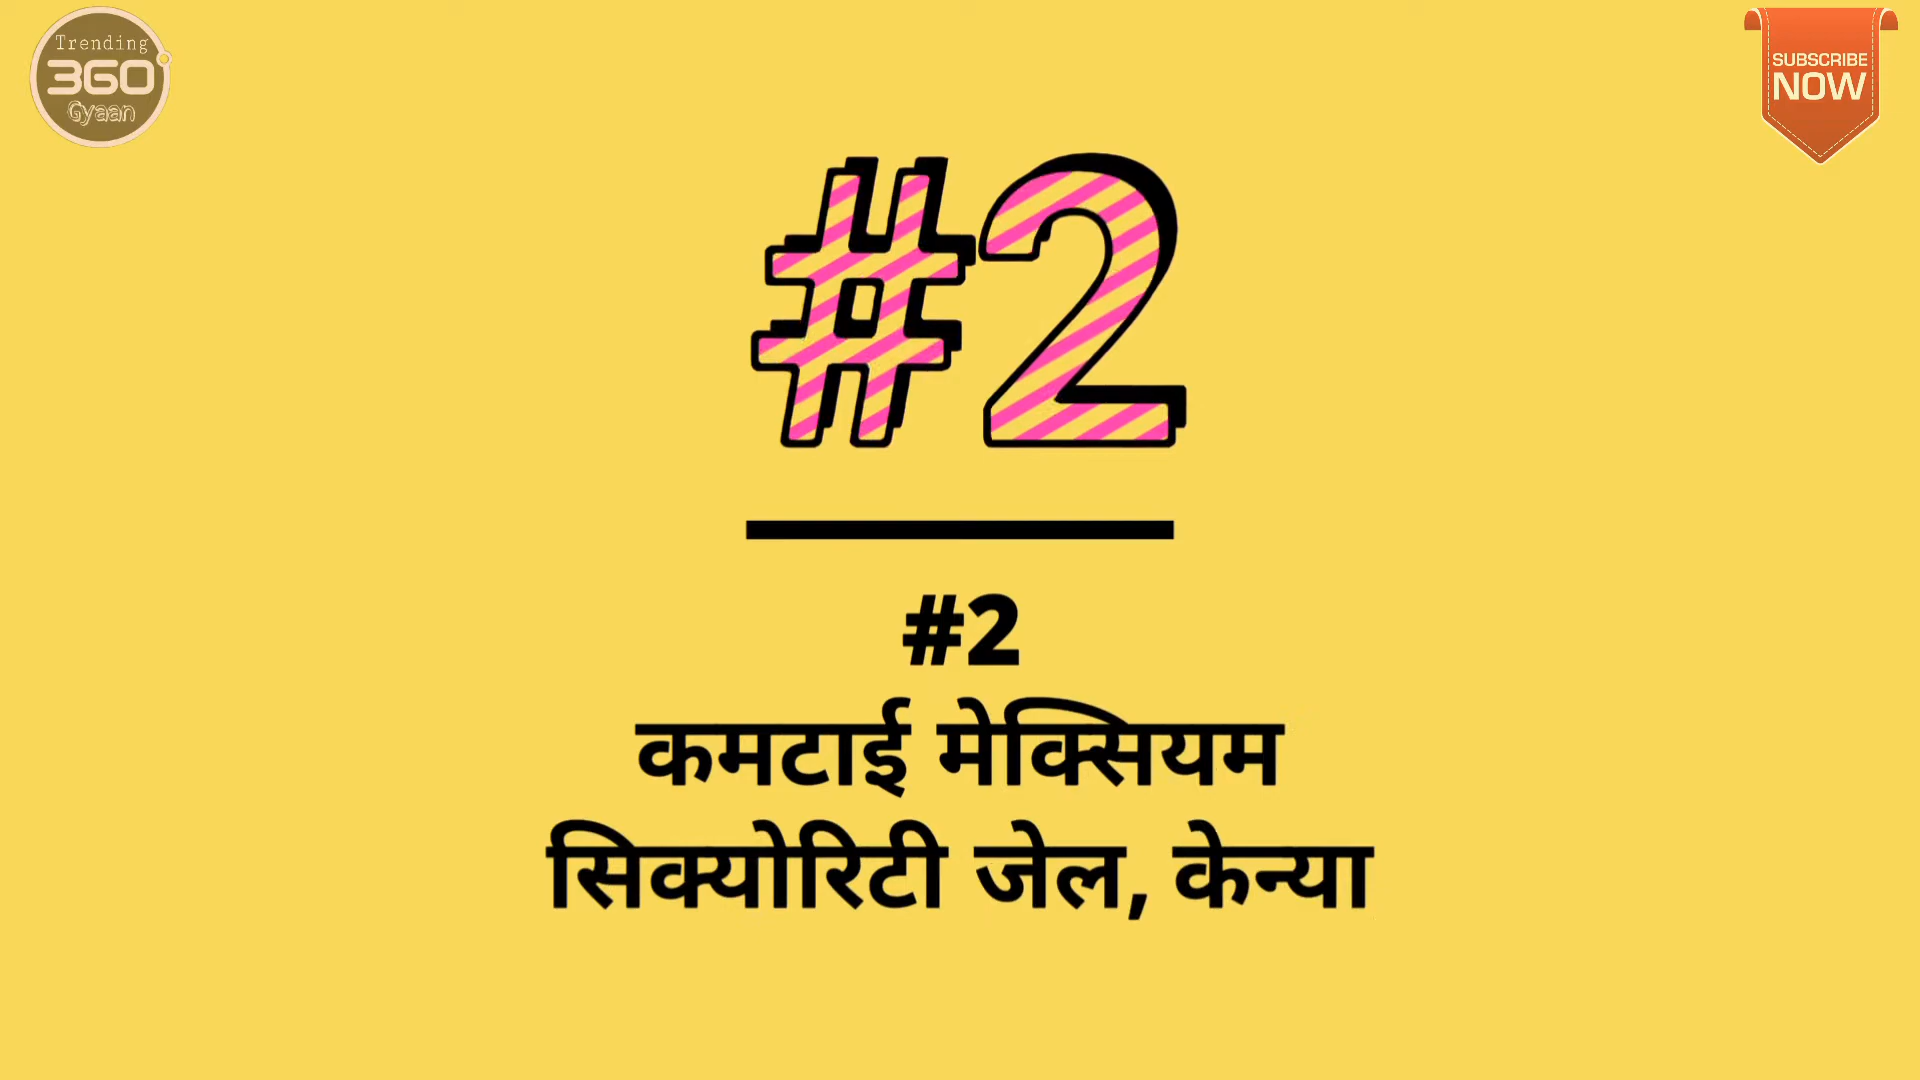 Trending
360
Gyaan
SUBSCRIBE
NOW
#2
#2
कमटाई मेक्सियम
सिक्योरिटी जेल, केन्या